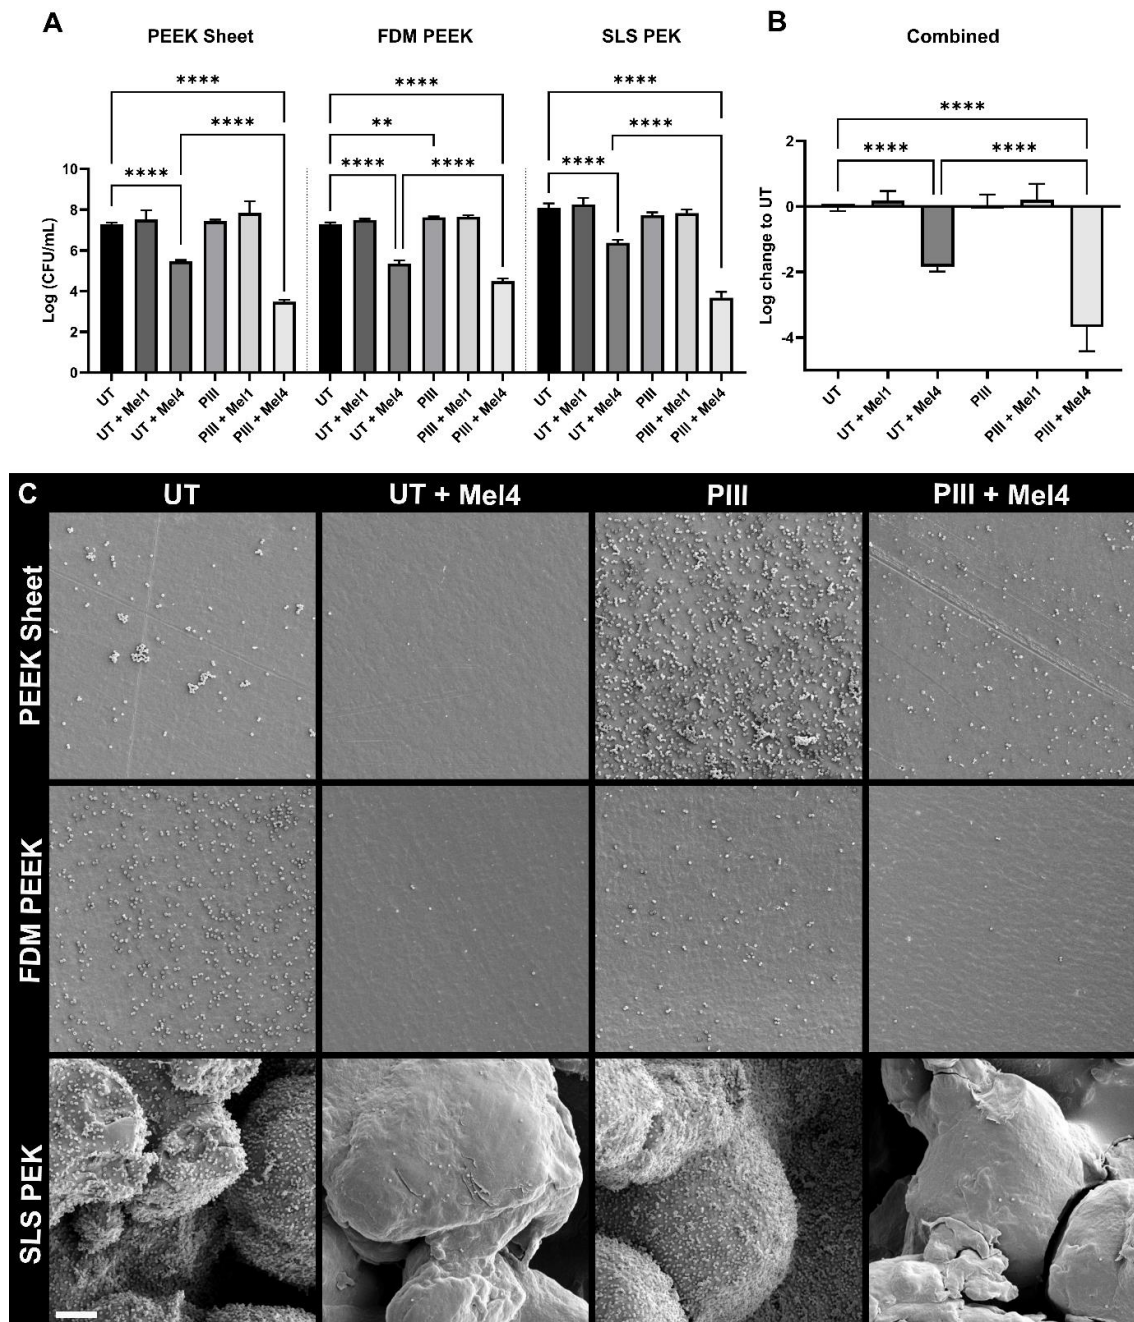 A
PEEK Sheet
FDM PEEK
SLS PEK
B
Combined
****
****
****
****
**
****
****
****
****
****
****
****
****
Log (CFU/mL)
10
8
6
4
2
0
UT
UT + Mel1
UT + Mel4
PIII
PIII + Mel1
PIII + Mel4
UT
UT + Mel1
UT + Mel4
PIII
PIII + Mel1
PIII + Mel4
UT
UT + Mel1
UT + Mel4
PIII
PIII + Mel1
PIII + Mel4
Log change to UT
2
0
-2
-4
UT
UT + Mel1
UT + Mel4
PIII
PIII + Mel1
PIII + Mel4
C
UT
UT + Mel4
PIII
PIII + Mel4
PEEK Sheet
FDM PEEK
SLS PEK